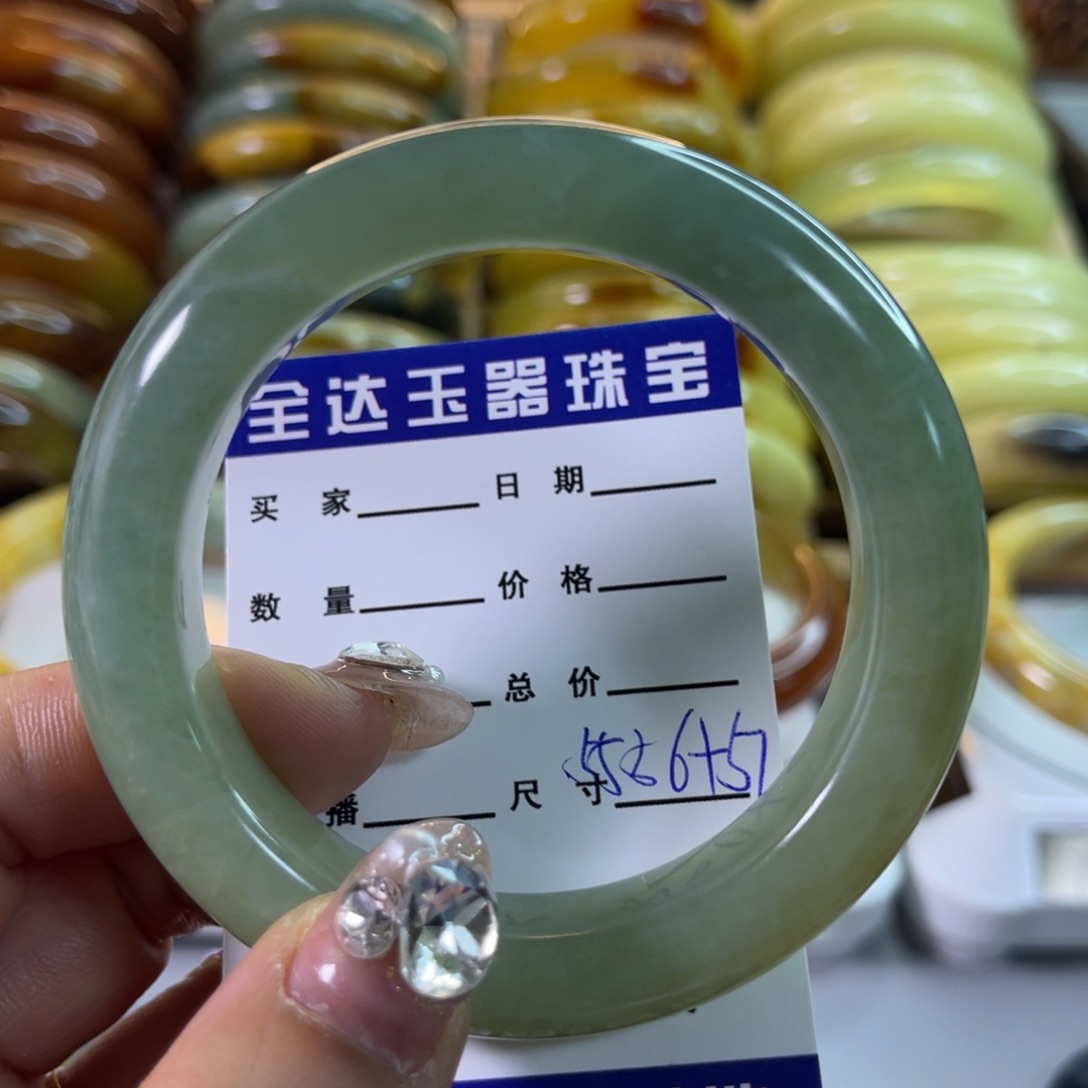 全达玉器珠宝
买 家 日 期
数 量 价 格
总 价
播 尺 寸